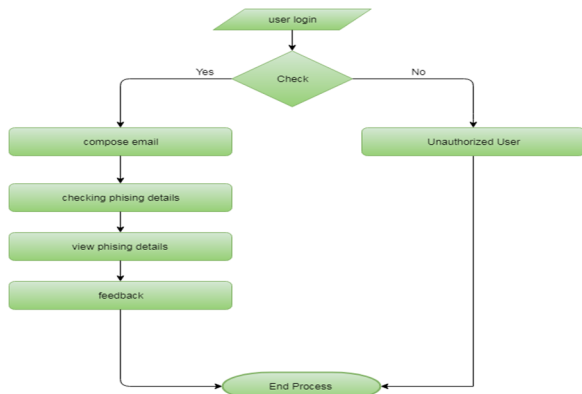 user login
Check
Yes
No
compose email
Unauthorized User
checking phising details
view phising details
feedback
End Process